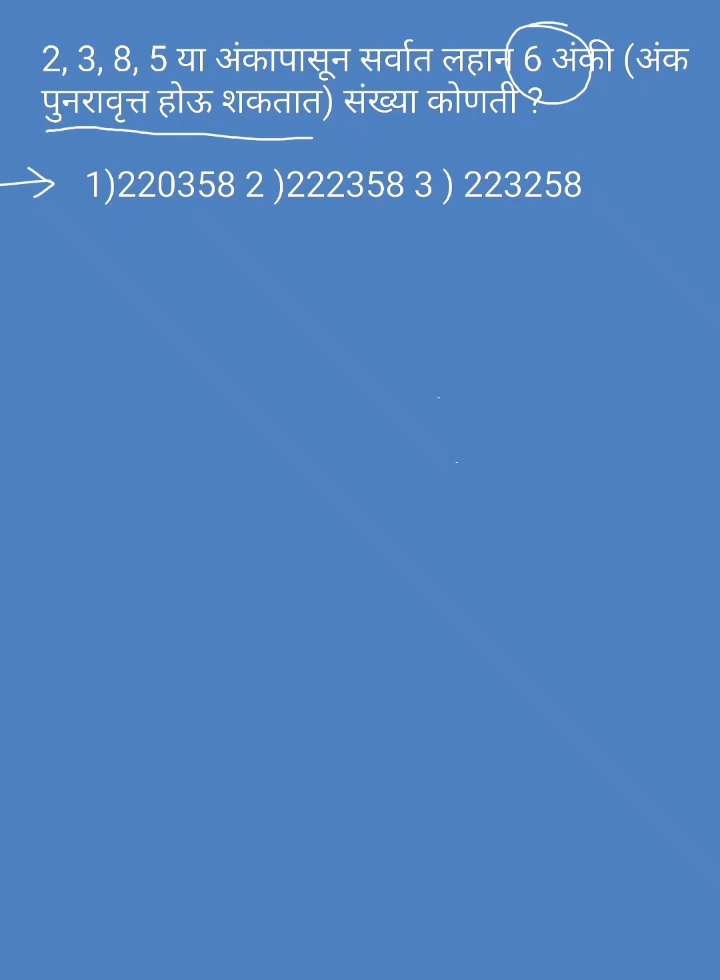 2, 3, 8, 5 या अंकापासून सर्वात लहान 6 अंकी (अंक
पुनरावृत्त होऊ शकतात) संख्या कोणती ?
1)220358 2 )222358 3 ) 223258